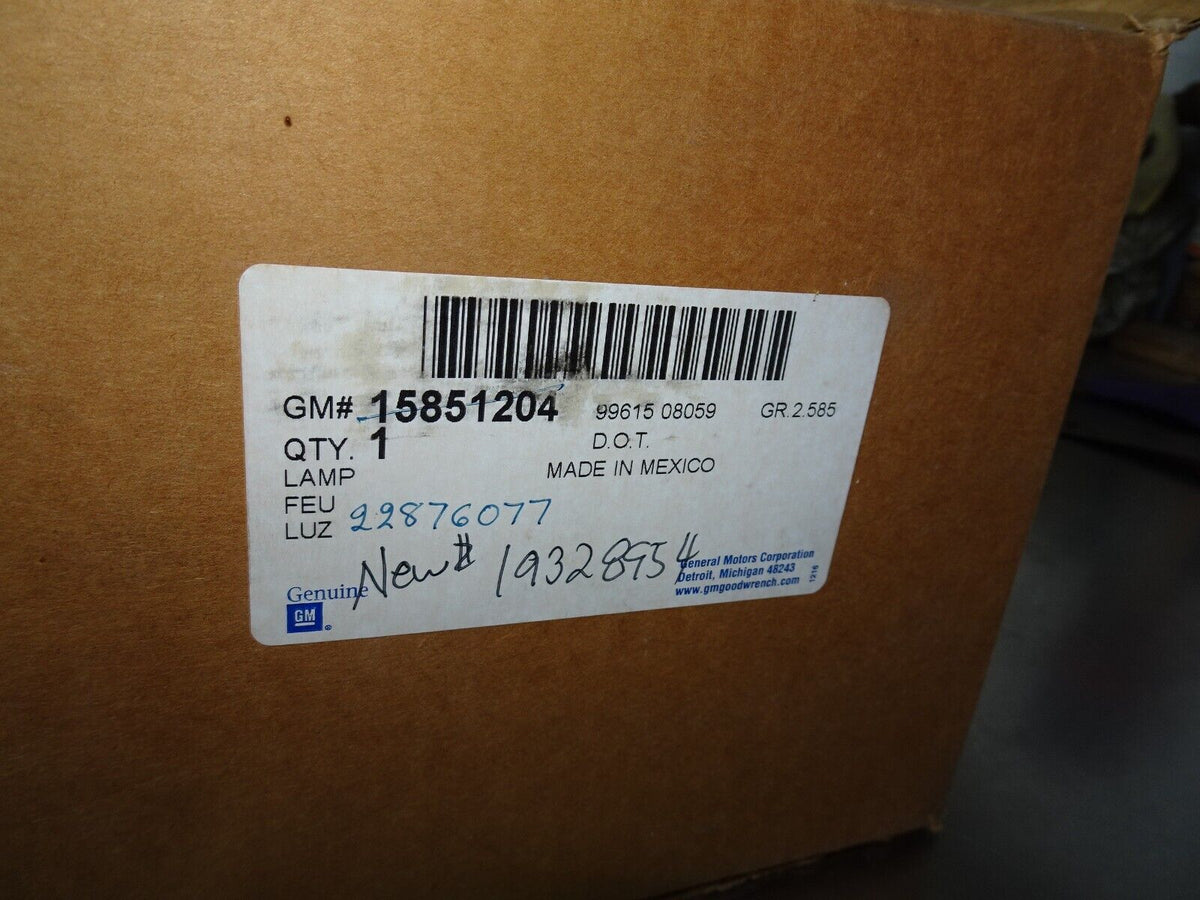 GM# 15851204 99615 08059 GR.2.585
QTY. 1 D.O.T.
LAMP MADE IN MEXICO
FEU
LUZ 22876077
New# 19328954
Genuine
GM ®
General Motors Corporation
Detroit, Michigan 48243
www.gmgoodwrench.com
1216